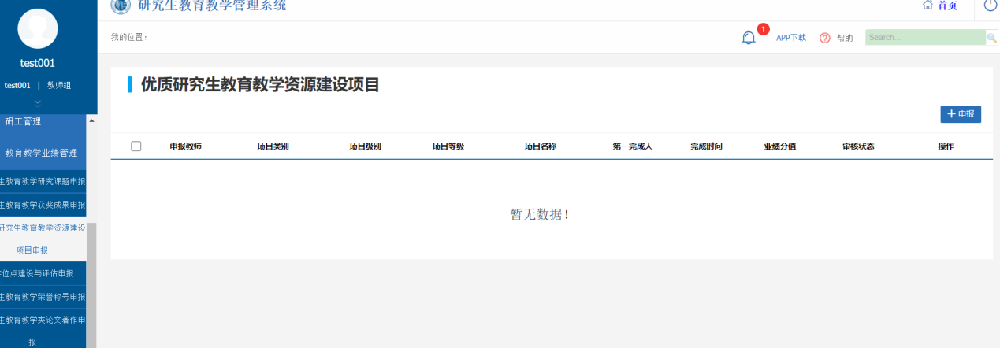 研究生教育教学管理系统
首页
test001
我的位置：
1
APP下载
帮助
Search...
test001 | 教师组
优质研究生教育教学资源建设项目
申报
研工管理
教育教学业绩管理
申报教师 项目类别 项目级别 项目等级 项目名称 第一完成人 完成时间 业绩分值 审核状态 操作
暂无数据！
生教育教学研究课题申报
生教育教学获奖成果申报
研究生教育教学资源建设
项目申报
学位点建设与评估申报
生教育教学荣誉称号申报
生教育教学类论文著作申
报